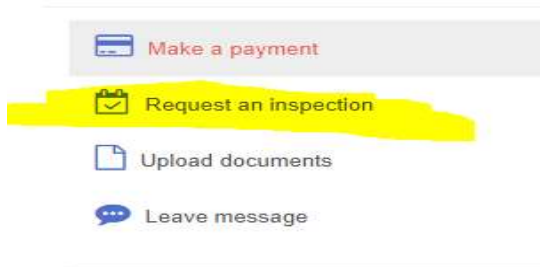 Make a payment
Request an inspection
Upload documents
Leave message